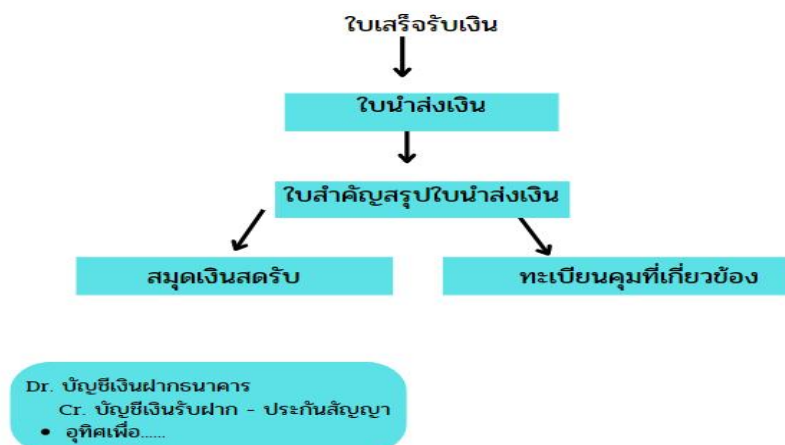 ใบเสร็จรับเงิน
ใบนำส่งเงิน
ใบสำคัญสรุปใบนำส่งเงิน
สมุดเงินสดรับ
ทะเบียนคุมที่เกี่ยวข้อง
Dr. บัญชีเงินฝากธนาคาร
Cr. บัญชีเงินรับฝาก - ประกันสัญญา
• อุทิศเพื่อ......